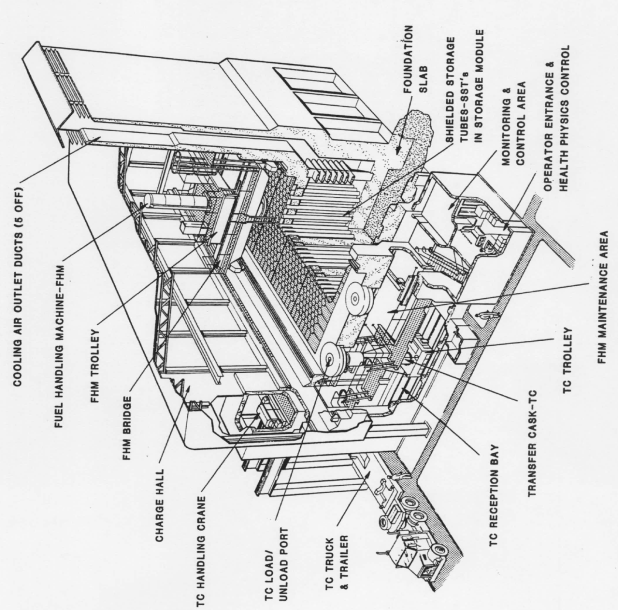 COOLING AIR OUTLET DUCTS (5 OFF)
FUEL HANDLING MACHINE-FHM
FHM TROLLEY
FHM BRIDGE
CHARGE HALL
TC HANDLING CRANE
TC LOAD/
UNLOAD PORT
TC TRUCK
& TRAILER
TC RECEPTION BAY
TRANSFER CASK-TC
TC TROLLEY
FHM MAINTENANCE AREA
OPERATOR ENTRANCE &
HEALTH PHYSICS CONTROL
MONITORING &
CONTROL AREA
SHIELDED STORAGE
TUBES-SST's
IN STORAGE MODULE
FOUNDATION
SLAB